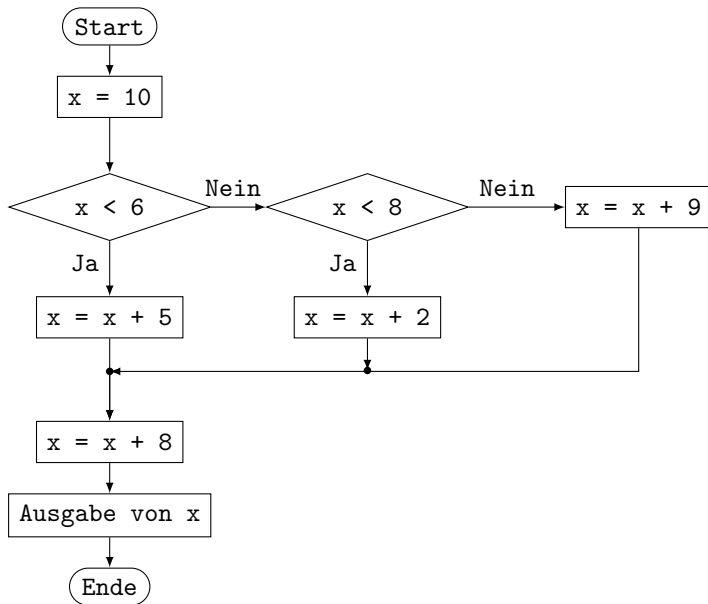 Start
x = 10
x < 6
Nein
x < 8
Nein
x = x + 9
Ja
Ja
x = x + 5
x = x + 2
x = x + 8
Ausgabe von x
Ende